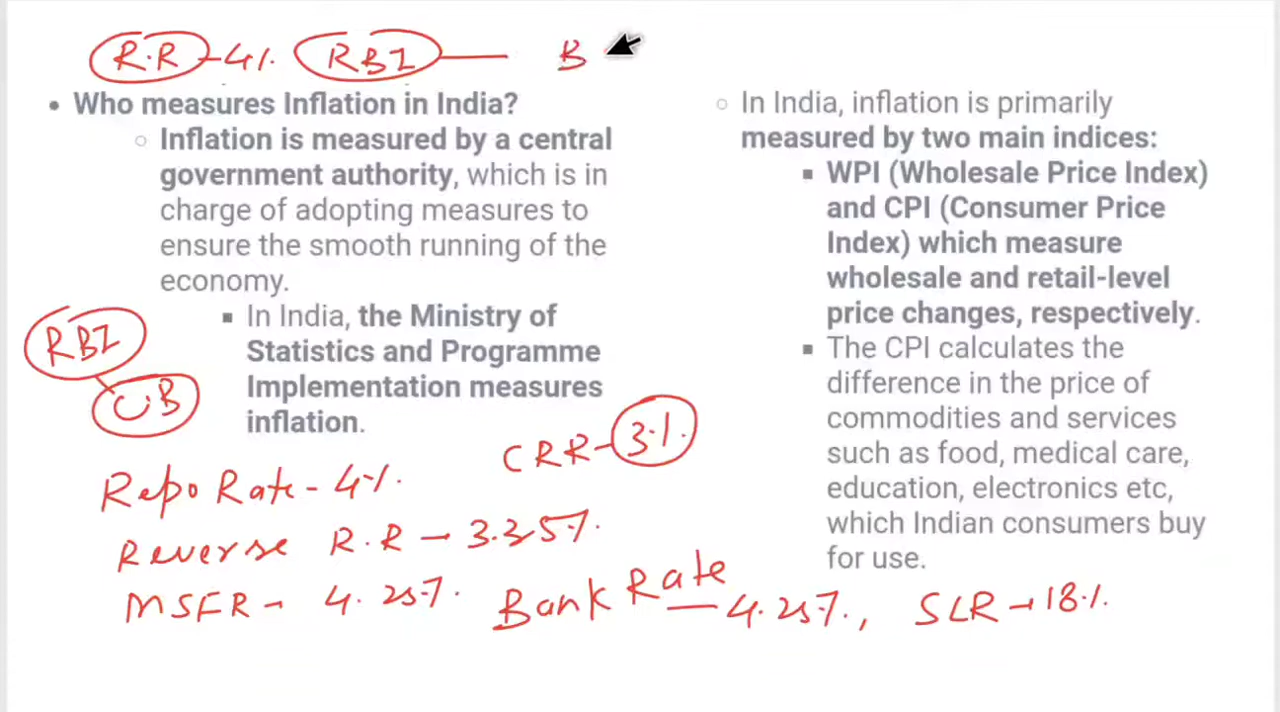 R.R - 4%. RBI — B
• Who measures Inflation in India?
○ Inflation is measured by a central
government authority, which is in
charge of adopting measures to
ensure the smooth running of the
economy.
▪ In India, the Ministry of
Statistics and Programme
Implementation measures
inflation.
RBI
CB
CRR - 3%.
Repo Rate - 4%.
Reverse R.R - 3.35%.
MSFR - 4.25%.
Bank Rate
- 4.25%., SLR - 18%.
○ In India, inflation is primarily
measured by two main indices:
▪ WPI (Wholesale Price Index)
and CPI (Consumer Price
Index) which measure
wholesale and retail-level
price changes, respectively.
▪ The CPI calculates the
difference in the price of
commodities and services
such as food, medical care,
education, electronics etc,
which Indian consumers buy
for use.